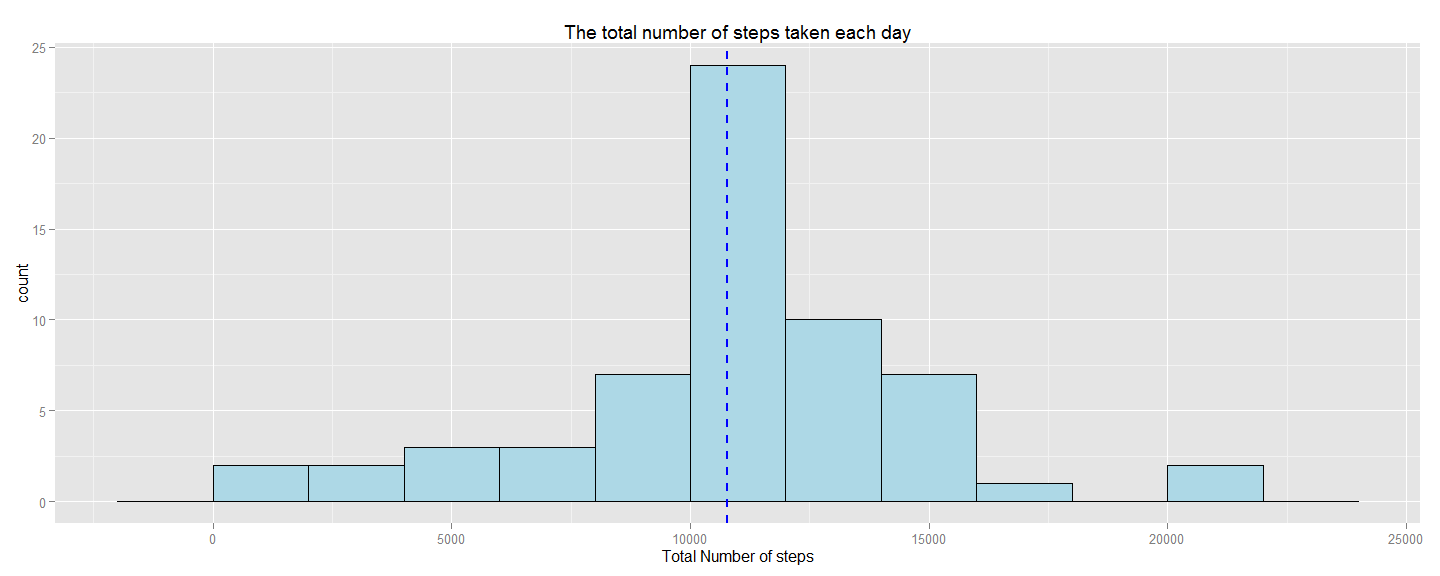 The total number of steps taken each day
25
20
15
10
5
0
count
0 5000 10000 15000 20000 25000
Total Number of steps